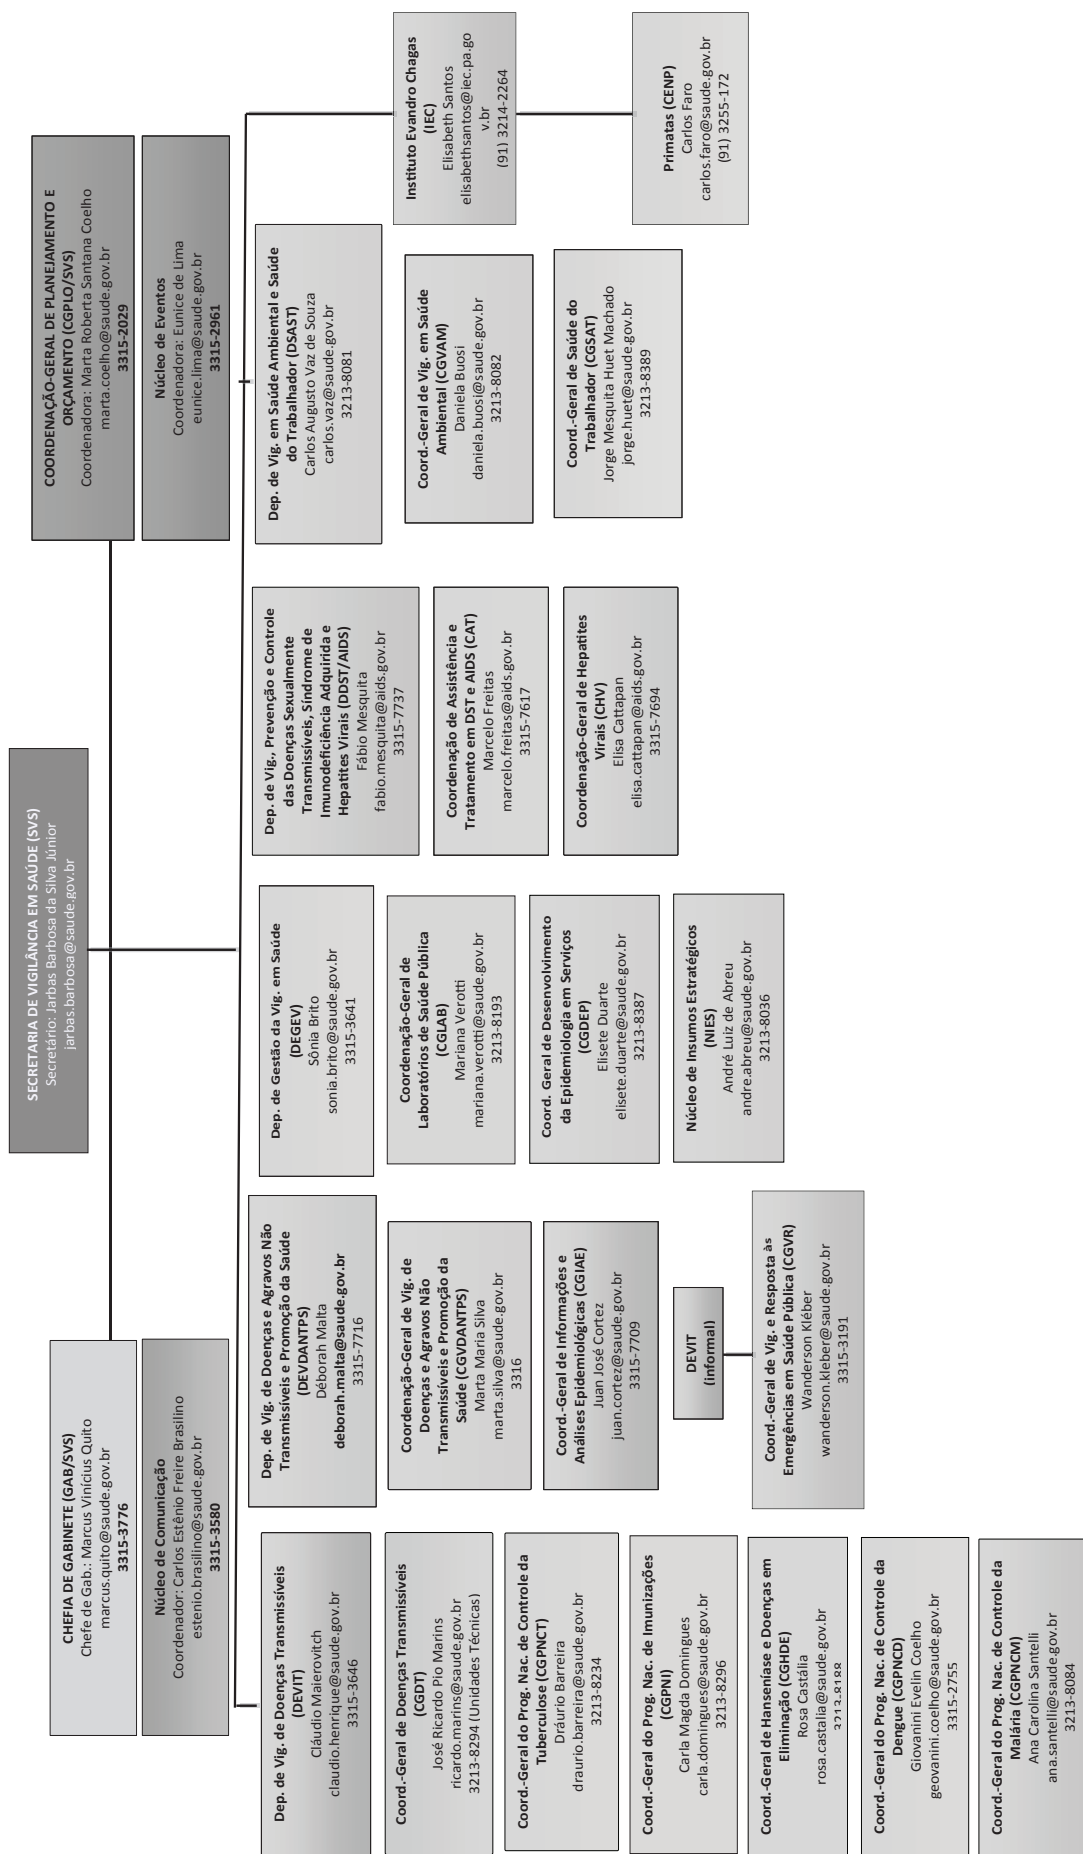 SECRETARIA DE VIGILÂNCIA EM SAÚDE (SVS)
Secretário: Jarbas Barbosa da Silva Júnior
jarbas.barbosa@saude.gov.br
CHEFIA DE GABINETE (GAB/SVS)
Chefe de Gab.: Marcus Vinícius Quito
marcus.quito@saude.gov.br
3315-3776
Núcleo de Comunicação
Coordenador: Carlos Estênio Freire Brasilino
estenio.brasilino@saude.gov.br
3315-3580
COORDENAÇÃO-GERAL DE PLANEJAMENTO E
ORÇAMENTO (CGPLO/SVS)
Coordenadora: Marta Roberta Santana Coelho
marta.coelho@saude.gov.br
3315-2029
Núcleo de Eventos
Coordenadora: Eunice de Lima
eunice.lima@saude.gov.br
3315-2961
Dep. de Vig. de Doenças Transmissíveis
(DEVIT)
Cláudio Maierovitch
claudio.henrique@saude.gov.br
3315-3646
Coord.-Geral de Doenças Transmissíveis
(CGDT)
José Ricardo Pio Marins
ricardo.marins@saude.gov.br
3213-8294 (Unidades Técnicas)
Coord.-Geral do Prog. Nac. de Controle da
Tuberculose (CGPNCT)
Dráurio Barreira
draurio.barreira@saude.gov.br
3213-8234
Coord.-Geral do Prog. Nac. de Imunizações
(CGPNI)
Carla Magda Domingues
carla.domingues@saude.gov.br
3213-8296
Coord.-Geral de Hanseníase e Doenças em
Eliminação (CGHDE)
Rosa Castália
rosa.castalia@saude.gov.br
3213-8188
Coord.-Geral do Prog. Nac. de Controle da
Dengue (CGPNCD)
Giovanini Evelin Coelho
geovanini.coelho@saude.gov.br
3315-2755
Coord.-Geral do Prog. Nac. de Controle da
Malária (CGPNCM)
Ana Carolina Santelli
ana.santelli@saude.gov.br
3213-8084
Dep. de Vig. de Doenças e Agravos Não
Transmissíveis e Promoção da Saúde
(DEVDANTPS)
Déborah Malta
deborah.malta@saude.gov.br
3315-7716
Coordenação-Geral de Vig. de
Doenças e Agravos Não
Transmissíveis e Promoção da
Saúde (CGVDANTPS)
Marta Maria Silva
marta.silva@saude.gov.br
3316
Coord.-Geral de Informações e
Análises Epidemiológicas (CGIAE)
Juan José Cortez
juan.cortez@saude.gov.br
3315-7709
DEVIT
(informal)
Coord.-Geral de Vig. e Resposta às
Emergências em Saúde Pública (CGVR)
Wanderson Kléber
wanderson.kleber@saude.gov.br
3315-3191
Dep. de Gestão da Vig. em Saúde
(DEGEV)
Sônia Brito
sonia.brito@saude.gov.br
3315-3641
Coordenação-Geral de
Laboratórios de Saúde Pública
(CGLAB)
Mariana Verotti
mariana.verotti@saude.gov.br
3213-8193
Coord. Geral de Desenvolvimento
da Epidemiologia em Serviços
(CGDEP)
Elisete Duarte
elisete.duarte@saude.gov.br
3213-8387
Núcleo de Insumos Estratégicos
(NIES)
André Luiz de Abreu
andre.abreu@saude.gov.br
3213-8036
Dep. de Vig., Prevenção e Controle
das Doenças Sexualmente
Transmissíveis, Síndrome de
Imunodeficiência Adquirida e
Hepatites Virais (DDST/AIDS)
Fábio Mesquita
fabio.mesquita@aids.gov.br
3315-7737
Coordenação de Assistência e
Tratamento em DST e AIDS (CAT)
Marcelo Freitas
marcelo.freitas@aids.gov.br
3315-7617
Coordenação-Geral de Hepatites
Virais (CHV)
Elisa Cattapan
elisa.cattapan@aids.gov.br
3315-7694
Dep. de Vig. em Saúde Ambiental e Saúde
do Trabalhador (DSAST)
Carlos Augusto Vaz de Souza
carlos.vaz@saude.gov.br
3213-8081
Coord.-Geral de Vig. em Saúde
Ambiental (CGVAM)
Daniela Buosi
daniela.buosi@saude.gov.br
3213-8082
Coord.-Geral de Saúde do
Trabalhador (CGSAT)
Jorge Mesquita Huet Machado
jorge.huet@saude.gov.br
3213-8389
Instituto Evandro Chagas
(IEC)
Elisabeth Santos
elisabethsantos@iec.pa.go
v.br
(91) 3214-2264
Primatas (CENP)
Carlos Faro
carlos.faro@saude.gov.br
(91) 3255-172